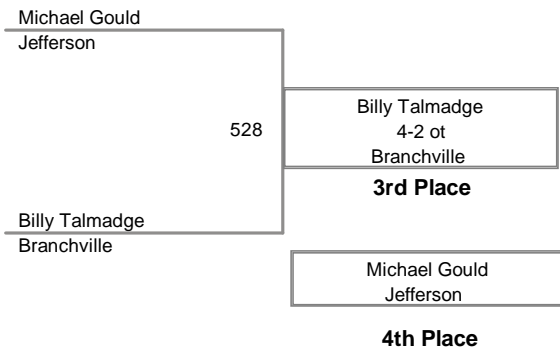 Michael Gould
Jefferson
528
Billy Talmadge
4-2 ot
Branchville
3rd Place
Billy Talmadge
Branchville
Michael Gould
Jefferson
4th Place